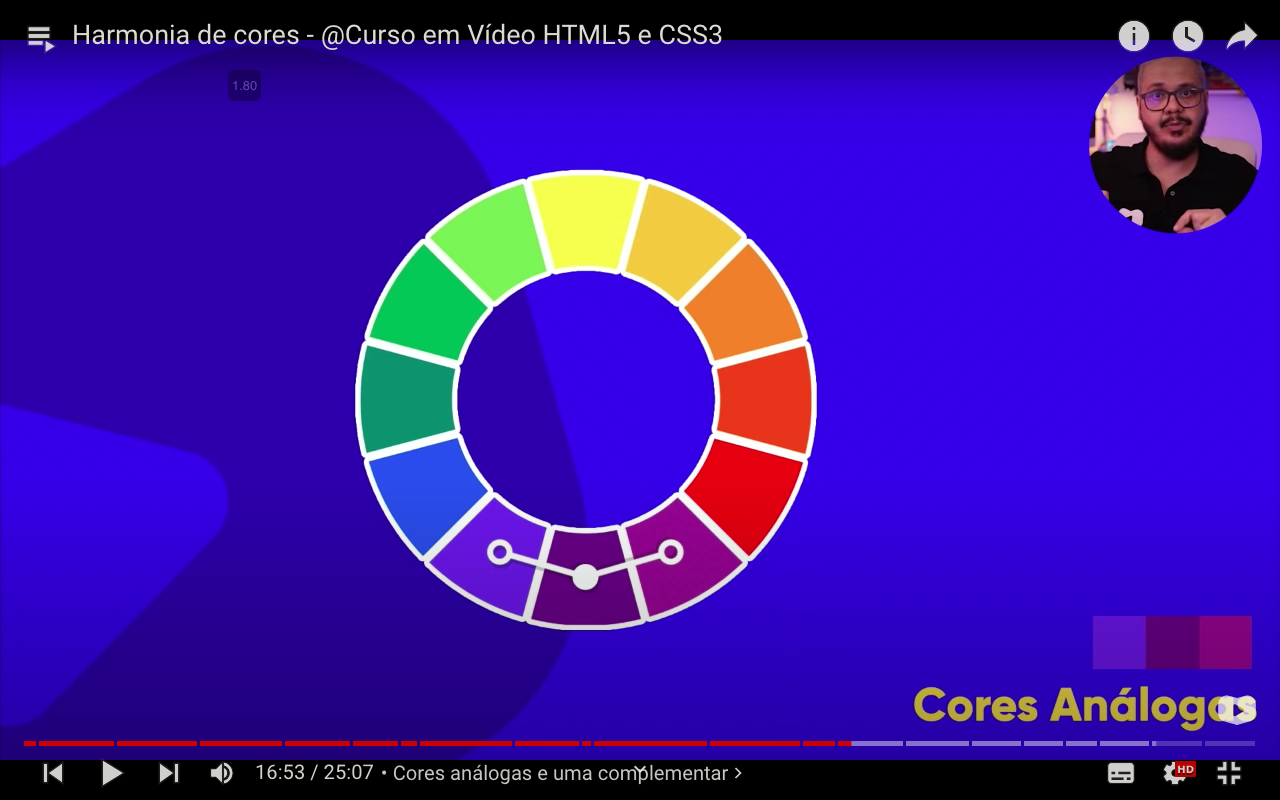 Harmonia de cores - @Curso em Vídeo HTML5 e CSS3
1.80
Cores Análogas
16:53 / 25:07 • Cores análogas e uma complementar
HD